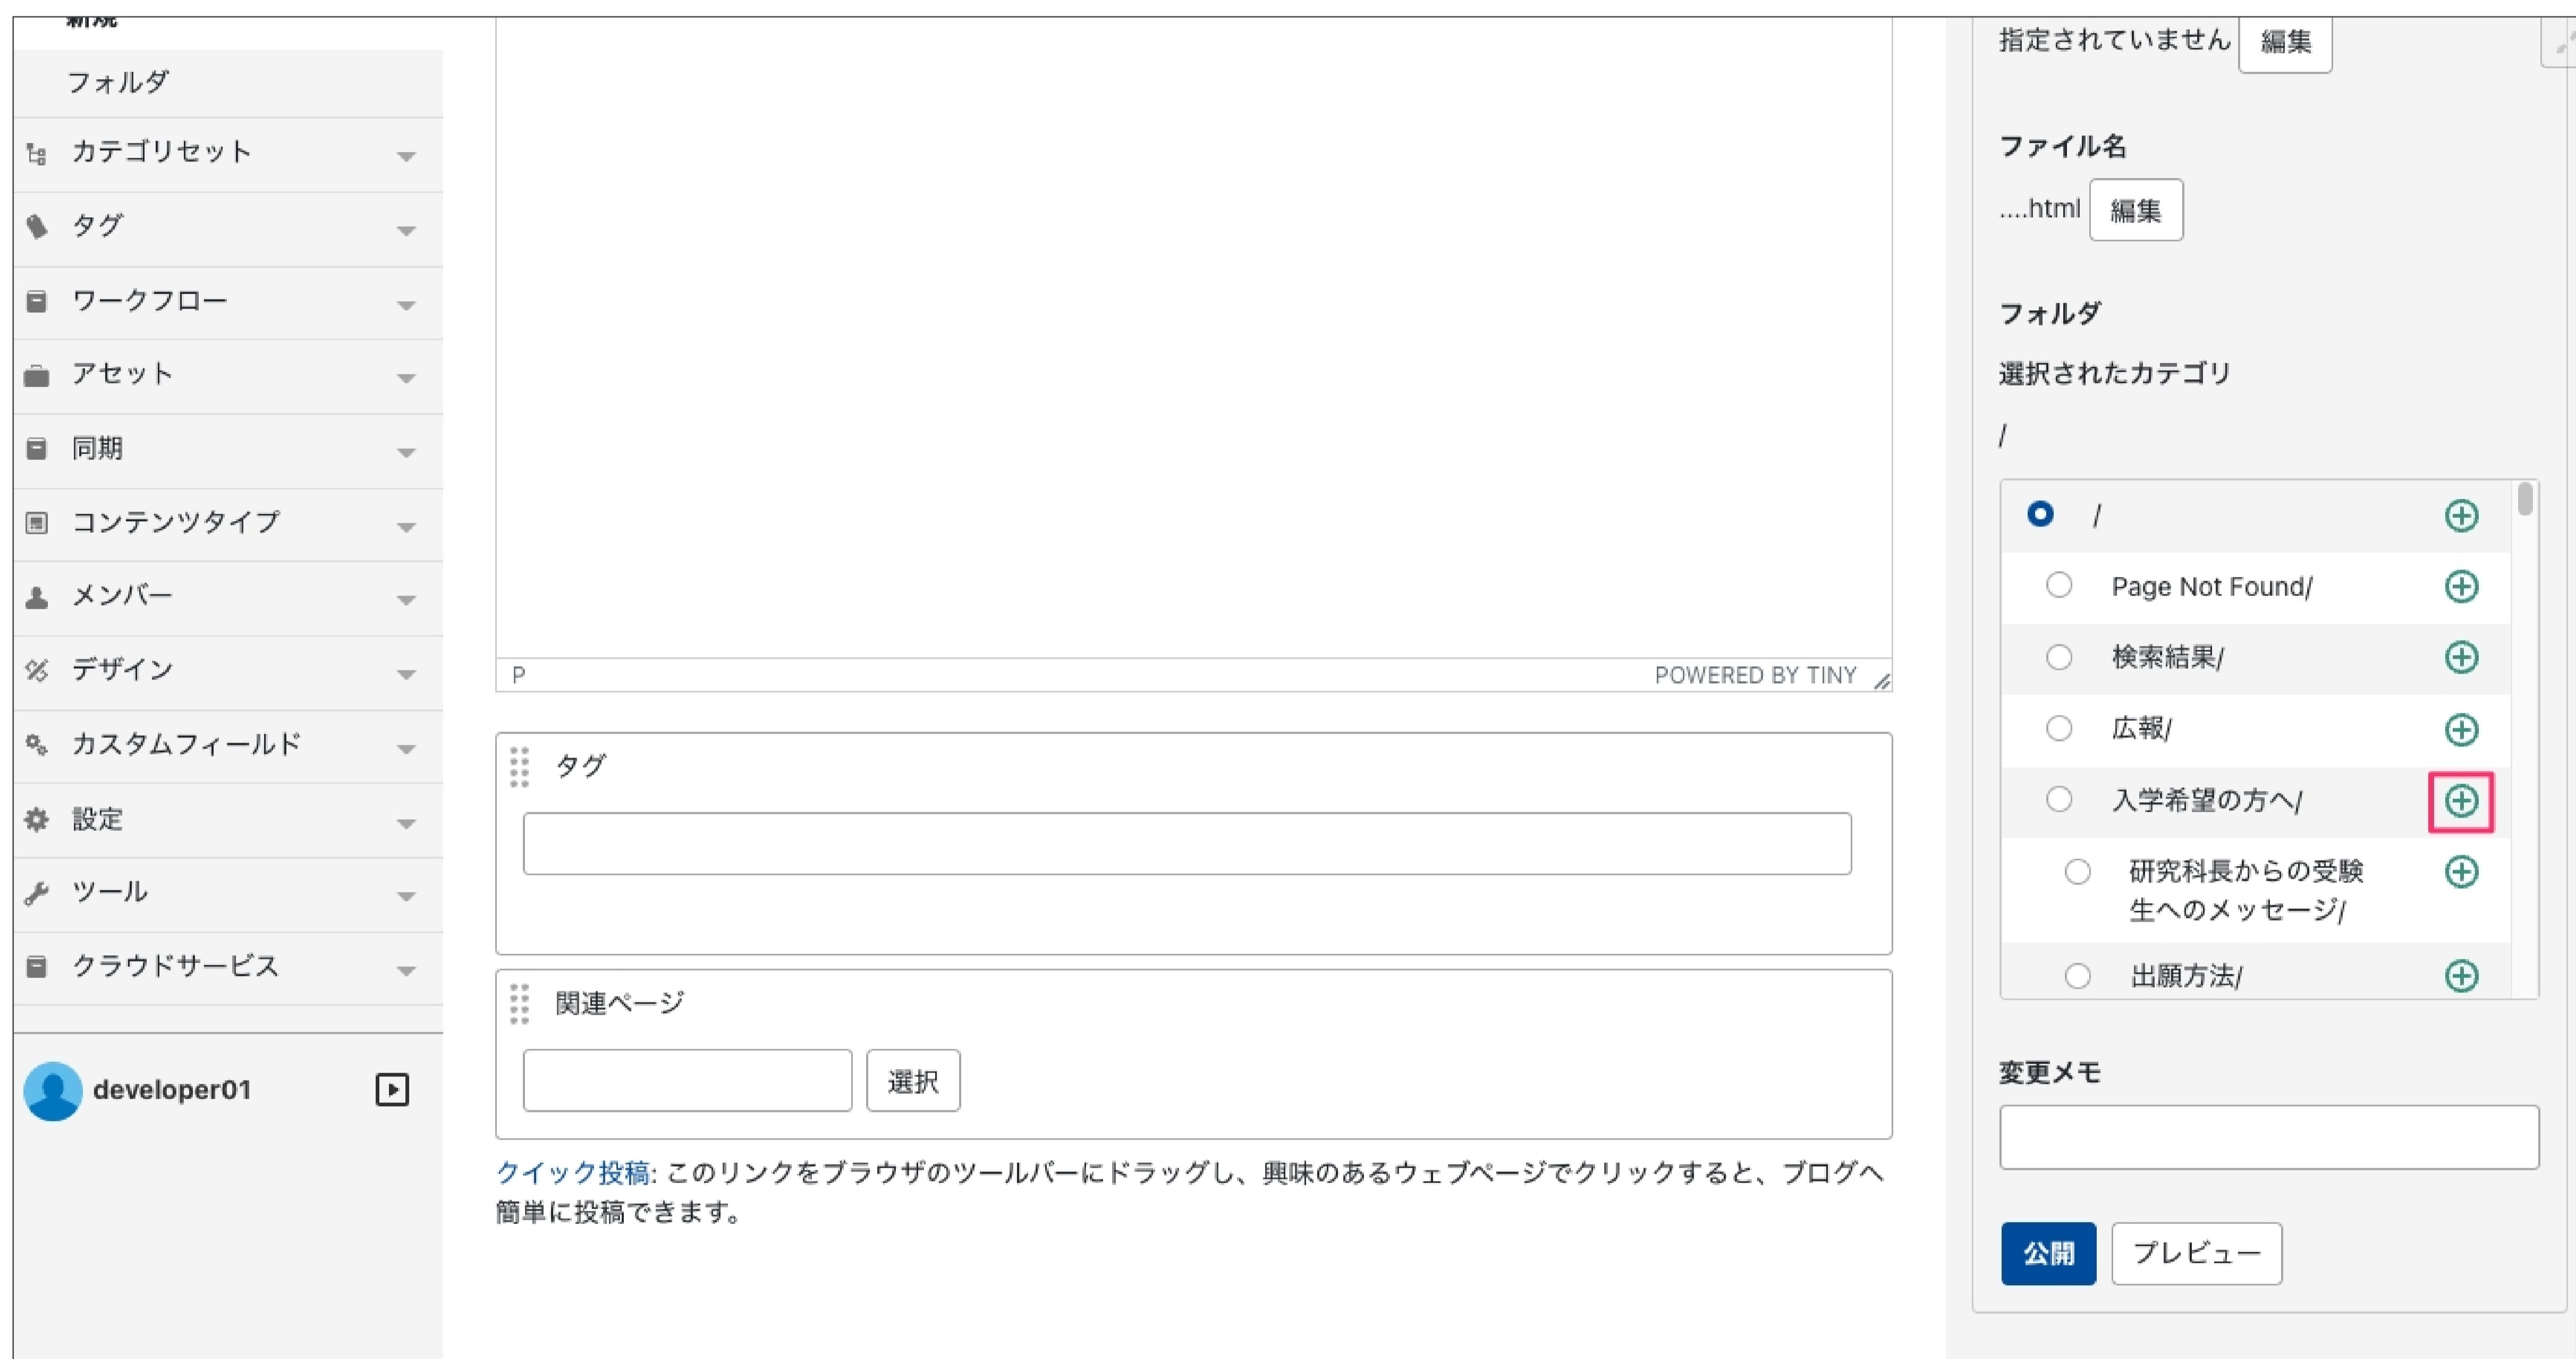 新規
フォルダ
カテゴリセット
タグ
ワークフロー
アセット
同期
コンテンツタイプ
メンバー
デザイン
カスタムフィールド
設定
ツール
クラウドサービス
developer01
P
POWERED BY TINY
タグ
関連ページ
選択
クイック投稿: このリンクをブラウザのツールバーにドラッグし、興味のあるウェブページでクリックすると、ブログへ
簡単に投稿できます。
指定されていません 編集
ファイル名
....html 編集
フォルダ
選択されたカテゴリ
/
/
Page Not Found/
検索結果/
広報/
入学希望の方へ/
研究科長からの受験
生へのメッセージ/
出願方法/
変更メモ
公開 プレビュー